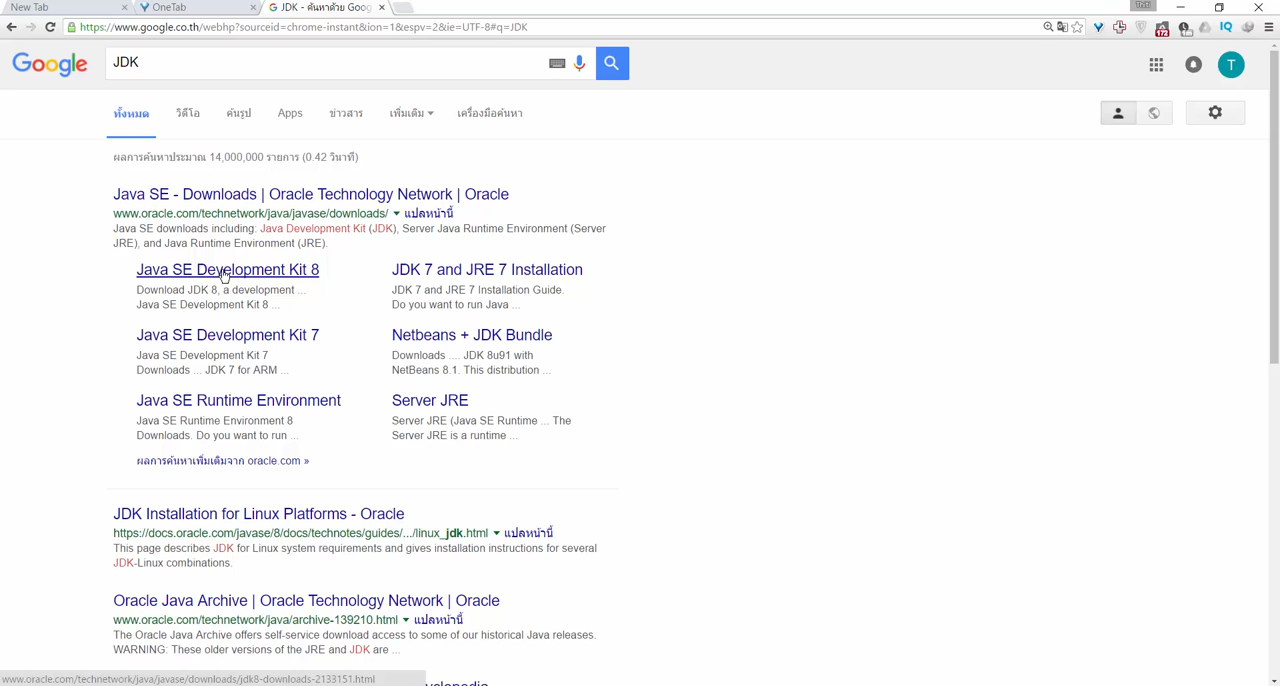 New Tab
OneTab
JDK - ค้นหาด้วย Goog
Thiti
https://www.google.co.th/webhp?sourceid=chrome-instant&ion=1&espv=2&ie=UTF-8#q=JDK
172
IQ
Google
JDK
T
ทั้งหมด วิดีโอ ค้นรูป Apps ข่าวสาร เพิ่มเติม เครื่องมือค้นหา
ผลการค้นหาประมาณ 14,000,000 รายการ (0.42 วินาที)
Java SE - Downloads | Oracle Technology Network | Oracle
www.oracle.com/technetwork/java/javase/downloads/ แปลหน้านี้
Java SE downloads including: Java Development Kit (JDK), Server Java Runtime Environment (Server
JRE), and Java Runtime Environment (JRE).
Java SE Development Kit 8
Download JDK 8, a development ...
Java SE Development Kit 8 ...
JDK 7 and JRE 7 Installation
JDK 7 and JRE 7 Installation Guide.
Do you want to run Java ...
Java SE Development Kit 7
Java SE Development Kit 7
Downloads ... JDK 7 for ARM ...
Netbeans + JDK Bundle
Downloads .... JDK 8u91 with
NetBeans 8.1. This distribution ...
Java SE Runtime Environment
Java SE Runtime Environment 8
Downloads. Do you want to run ...
Server JRE
Server JRE (Java SE Runtime ... The
Server JRE is a runtime ...
ผลการค้นหาเพิ่มเติมจาก oracle.com »
JDK Installation for Linux Platforms - Oracle
https://docs.oracle.com/javase/8/docs/technotes/guides/.../linux_jdk.html แปลหน้านี้
This page describes JDK for Linux system requirements and gives installation instructions for several
JDK-Linux combinations.
Oracle Java Archive | Oracle Technology Network | Oracle
www.oracle.com/technetwork/java/archive-139210.html แปลหน้านี้
The Oracle Java Archive offers self-service download access to some of our historical Java releases.
WARNING: These older versions of the JRE and JDK are ...
www.oracle.com/technetwork/java/javase/downloads/jdk8-downloads-2133151.html